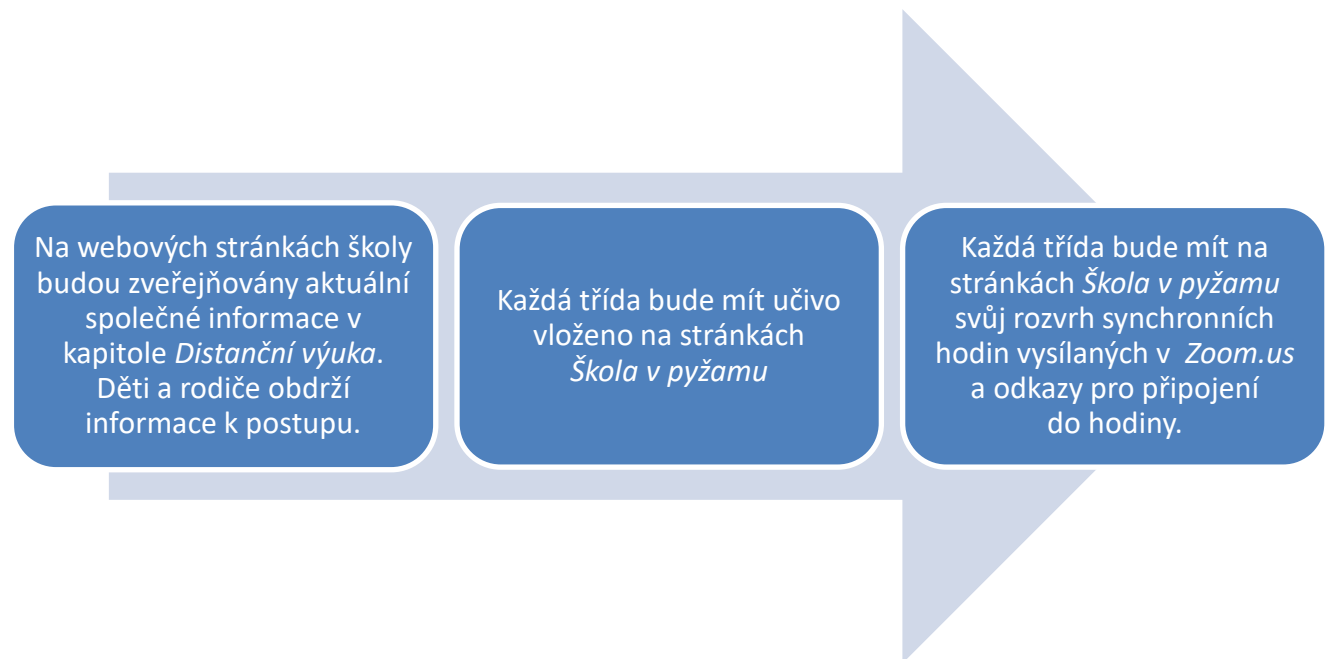 Na webových stránkách školy
budou zveřejňovány aktuální
společné informace v
kapitole Distanční výuka.
Děti a rodiče obdrží
informace k postupu.
Každá třída bude mít učivo
vloženo na stránkách
Škola v pyžamu
Každá třída bude mít na
stránkách Škola v pyžamu
svůj rozvrh synchronních
hodin vysílaných v Zoom.us
a odkazy pro připojení
do hodiny.